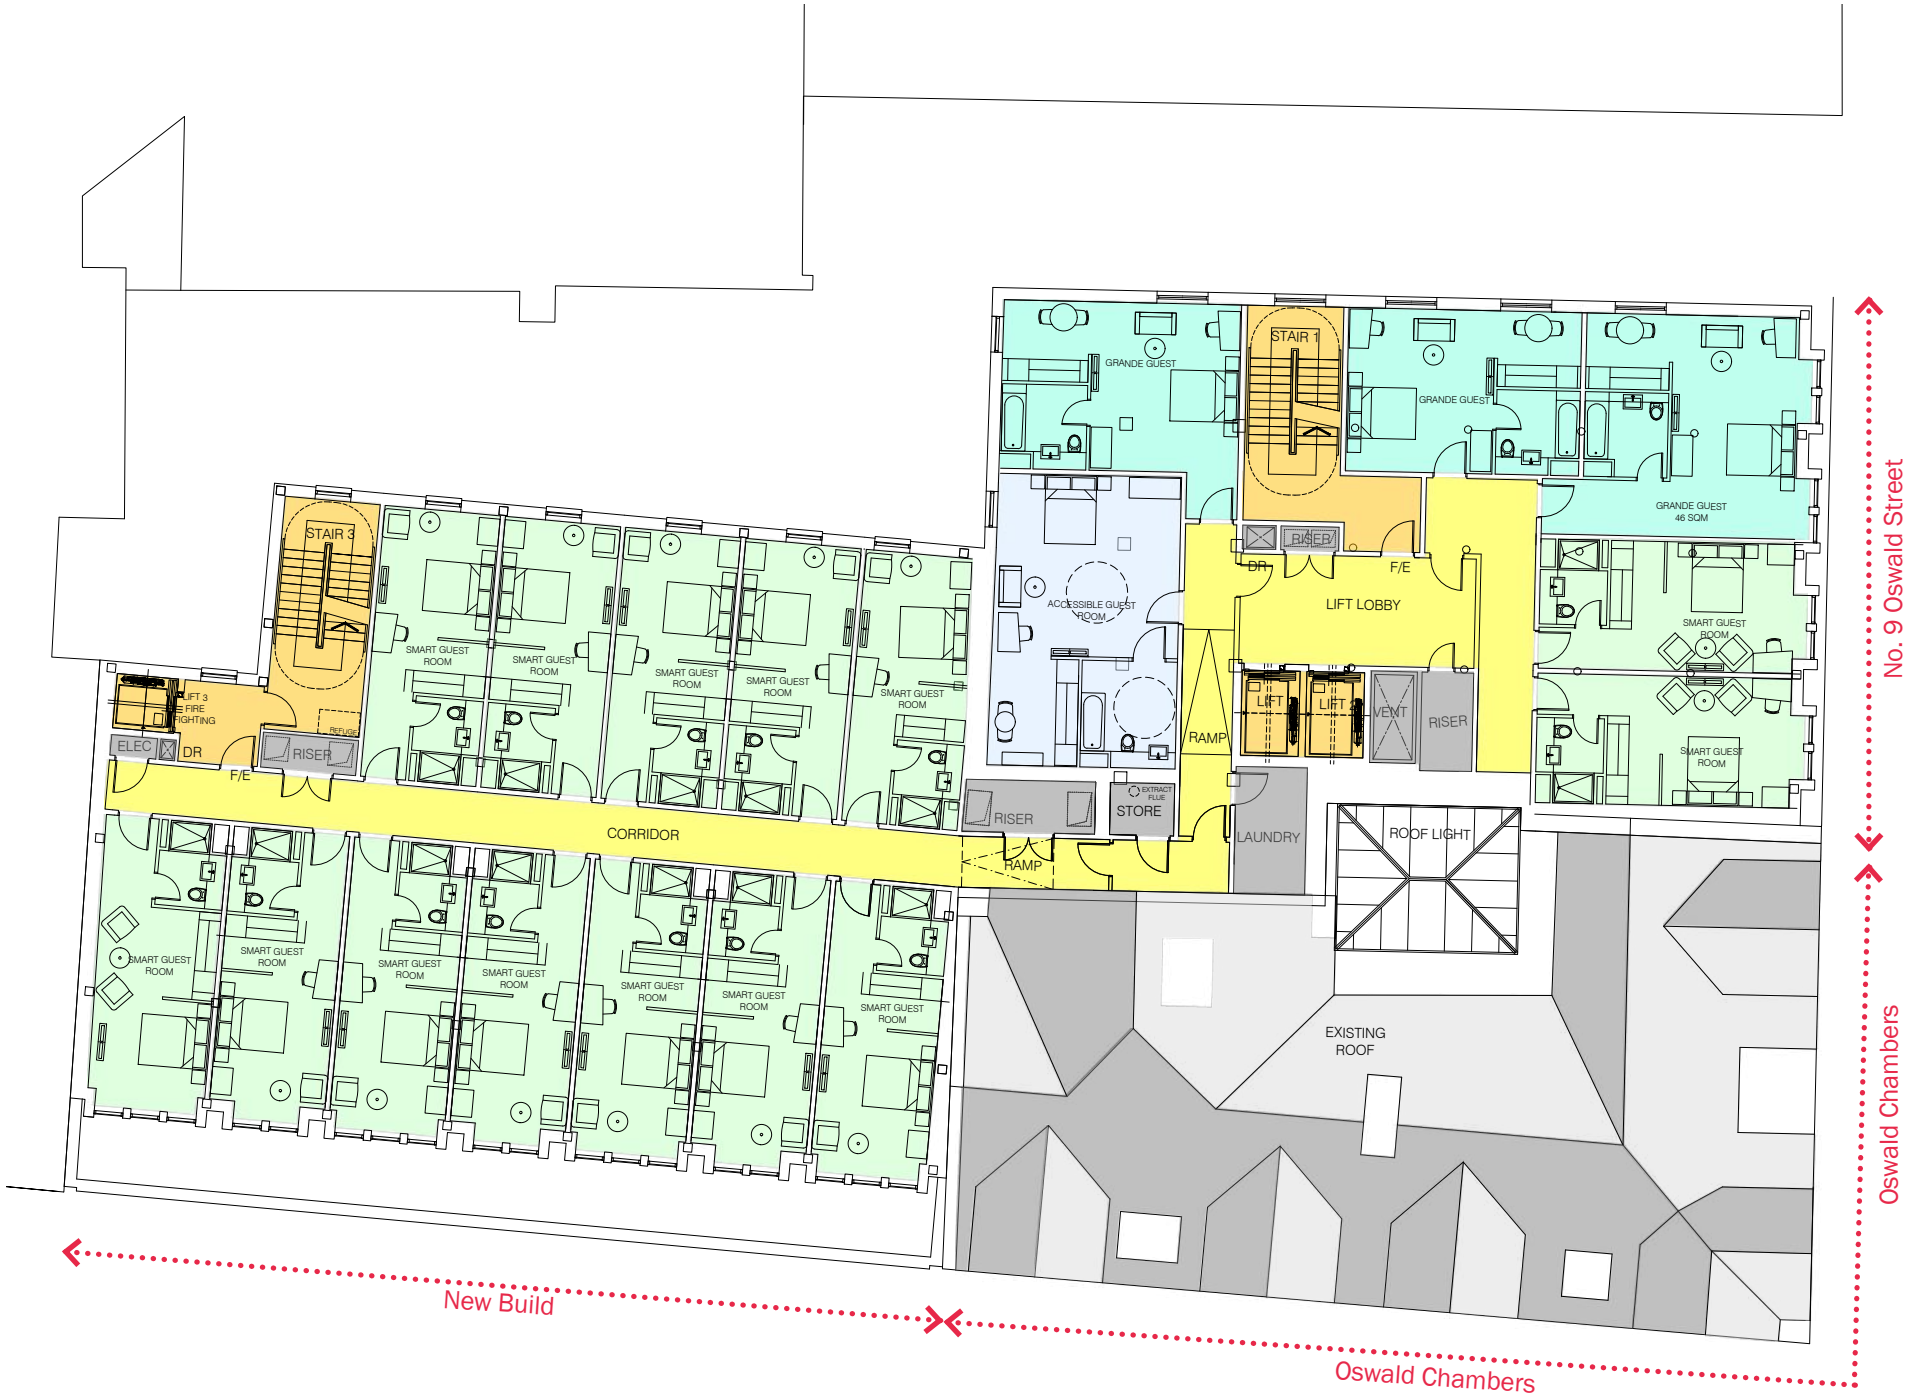 STAIR 1
GRANDE GUEST
GRANDE GUEST
GRANDE GUEST
46 SQM
STAIR 3
RISER
DR
F/E
LIFT LOBBY
ACCESSIBLE GUEST
ROOM
SMART GUEST
ROOM
SMART GUEST
ROOM
SMART GUEST
ROOM
SMART GUEST
ROOM
SMART GUEST
ROOM
SMART GUEST
ROOM
SMART GUEST
ROOM
LIFT 3
FIRE
FIGHTING
REFUGE
ELEC
DR
RISER
F/E
LIFT
LIFT 2
VENT
RISER
RAMP
EXTRACT
FLUE
STORE
RISER
CORRIDOR
RAMP
LAUNDRY
ROOF LIGHT
SMART GUEST
ROOM
SMART GUEST
ROOM
SMART GUEST
ROOM
SMART GUEST
ROOM
SMART GUEST
ROOM
SMART GUEST
ROOM
SMART GUEST
ROOM
EXISTING
ROOF
No. 9 Oswald Street
Oswald Chambers
New Build
Oswald Chambers